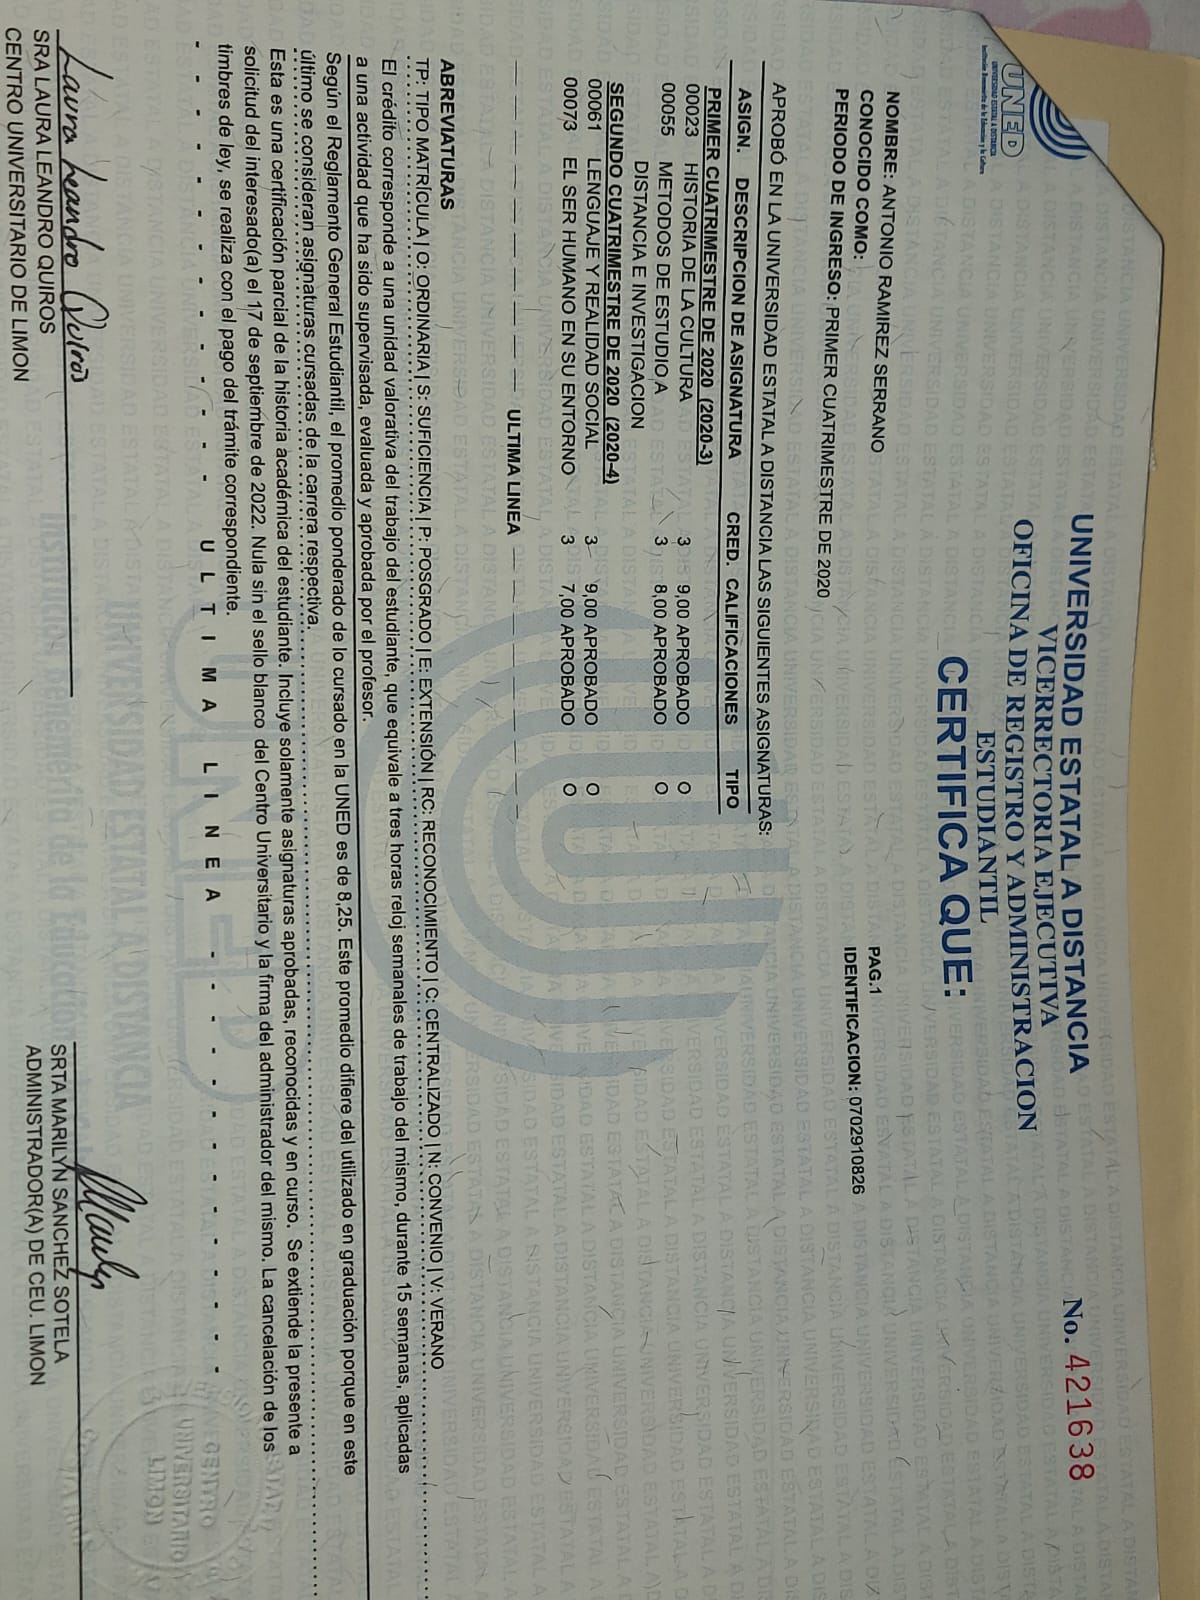 UNED
UNIVERSIDAD ESTATAL A DISTANCIA
Institución Benemérita de la Educación y la Cultura
UNIVERSIDAD ESTATAL A DISTANCIA
VICERRECTORIA EJECUTIVA
OFICINA DE REGISTRO Y ADMINISTRACION
ESTUDIANTIL
No. 421638
CERTIFICA QUE:
PAG.1
NOMBRE: ANTONIO RAMIREZ SERRANO
IDENTIFICACION: 0702910826
CONOCIDO COMO:
PERIODO DE INGRESO: PRIMER CUATRIMESTRE DE 2020
APROBÓ EN LA UNIVERSIDAD ESTATAL A DISTANCIA LAS SIGUIENTES ASIGNATURAS:
ASIGN. DESCRIPCION DE ASIGNATURA CRED. CALIFICACIONES TIPO
PRIMER CUATRIMESTRE DE 2020 (2020-3)
00023 HISTORIA DE LA CULTURA 3 9,00 APROBADO O
00055 METODOS DE ESTUDIO A 3 8,00 APROBADO O
DISTANCIA E INVESTIGACION
SEGUNDO CUATRIMESTRE DE 2020 (2020-4)
00061 LENGUAJE Y REALIDAD SOCIAL 3 9,00 APROBADO O
00073 EL SER HUMANO EN SU ENTORNO 3 7,00 APROBADO O
— — — — — — — — — — — — ULTIMA LINEA — — — — — — — — —
ABREVIATURAS
TP: TIPO MATRÍCULA | O: ORDINARIA | S: SUFICIENCIA | P: POSGRADO | E: EXTENSIÓN | RC: RECONOCIMIENTO | C: CENTRALIZADO | N: CONVENIO | V: VERANO
El crédito corresponde a una unidad valorativa del trabajo del estudiante, que equivale a tres horas reloj semanales de trabajo del mismo, durante 15 semanas, aplicadas
a una actividad que ha sido supervisada, evaluada y aprobada por el profesor.
Según el Reglamento General Estudiantil, el promedio ponderado de lo cursado en la UNED es de 8,25. Este promedio difiere del utilizado en graduación porque en este
último se consideran asignaturas cursadas de la carrera respectiva.
Esta es una certificación parcial de la historia académica del estudiante. Incluye solamente asignaturas aprobadas, reconocidas y en curso. Se extiende la presente a
solicitud del interesado(a) el 17 de septiembre de 2022. Nula sin el sello blanco del Centro Universitario y la firma del administrador del mismo. La cancelación de los
timbres de ley, se realiza con el pago del trámite correspondiente.
- - - - - - - - - - - - - - U L T I M A L I N E A - - - - - - - - - - - - - -
Laura Leandro Quiros
SRA LAURA LEANDRO QUIROS
CENTRO UNIVERSITARIO DE LIMON
SRTA MARILYN SANCHEZ SOTELA
ADMINISTRADOR(A) DE CEU. LIMON
CENTRO
UNIVERSITARIO
LIMON